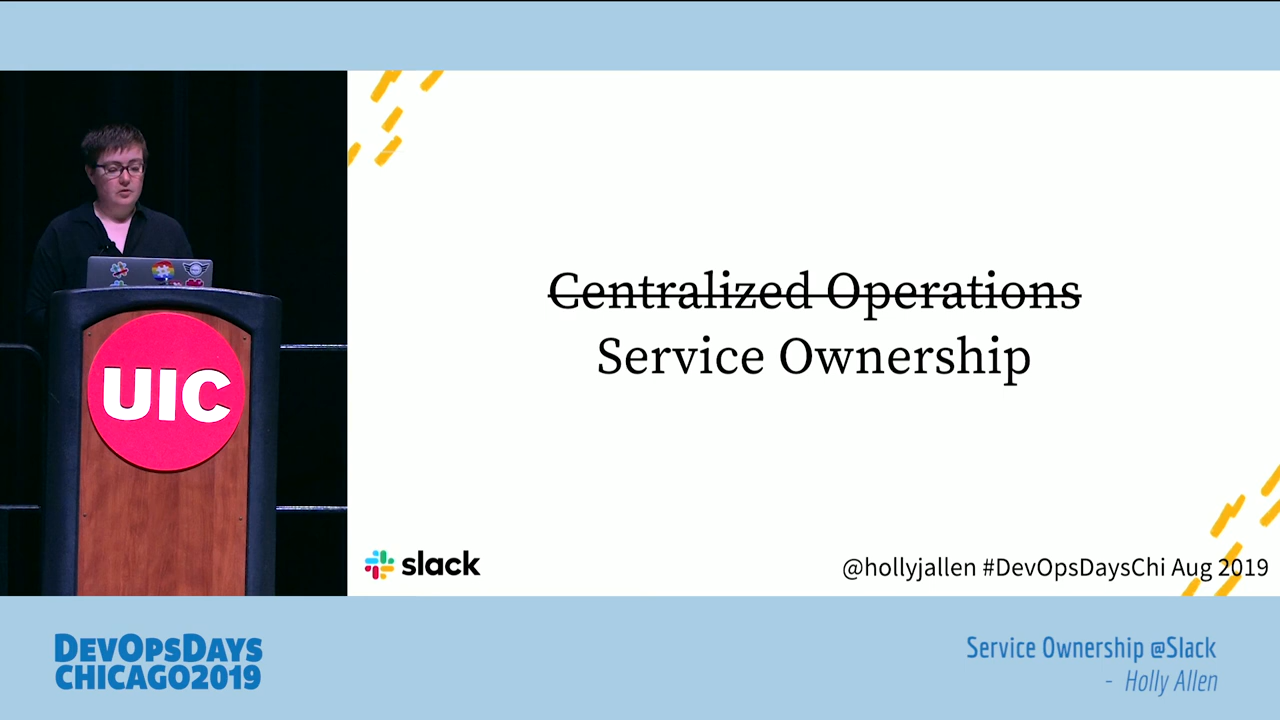 Centralized Operations
Service Ownership
UIC
slack
@hollyjallen #DevOpsDaysChi Aug 2019
DEVOPSDAYS
CHICAGO2019
Service Ownership @Slack
- Holly Allen